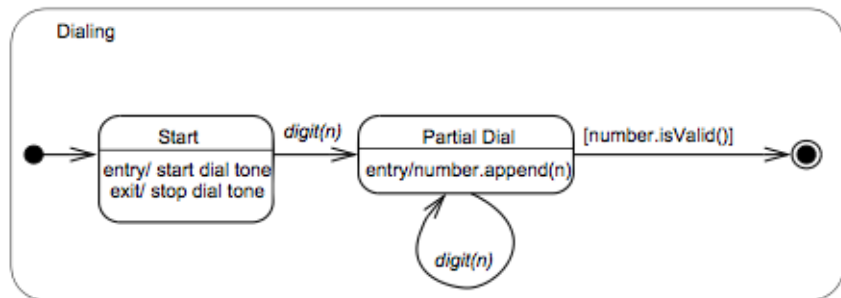 Dialing
Start
entry/ start dial tone
exit/ stop dial tone
digit(n)
Partial Dial
entry/number.append(n)
digit(n)
[number.isValid()]